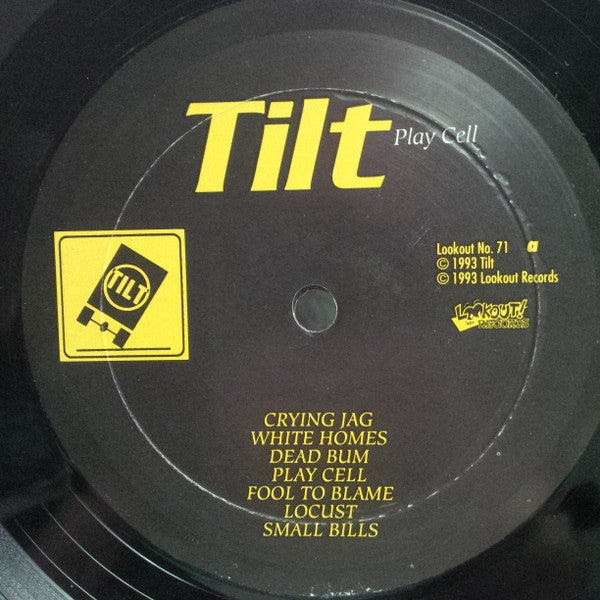 Tilt
Play Cell
TILT
Lookout No. 71 a
© 1993 Tilt
© 1993 Lookout Records
LOOKOUT!
RECORDS
CRYING JAG
WHITE HOMES
DEAD BUM
PLAY CELL
FOOL TO BLAME
LOCUST
SMALL BILLS